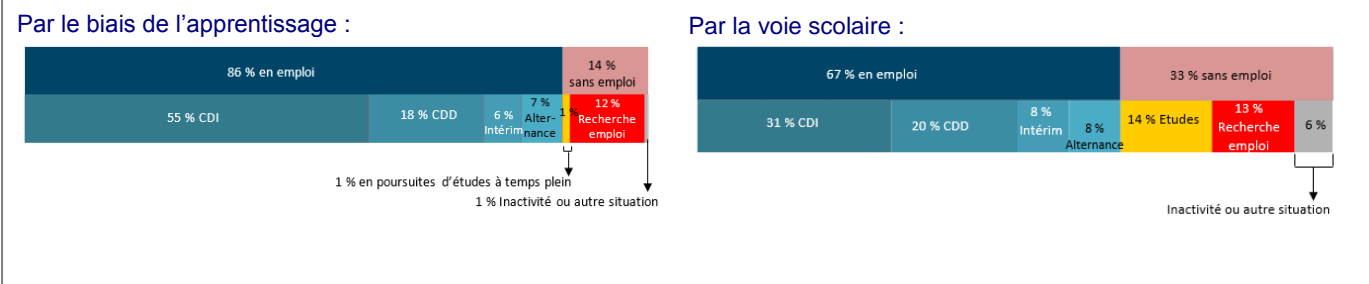 Par le biais de l’apprentissage :
86 % en emploi
14 %
sans emploi
55 % CDI
18 % CDD
6 %
Intérim
7 %
Alter-
nance
1 %
12 %
Recherche
emploi
1 % en poursuites d’études à temps plein
1 % Inactivité ou autre situation
Par la voie scolaire :
67 % en emploi
33 % sans emploi
31 % CDI
20 % CDD
8 %
Intérim
8 %
Alternance
14 % Etudes
13 %
Recherche
emploi
6 %
Inactivité ou autre situation